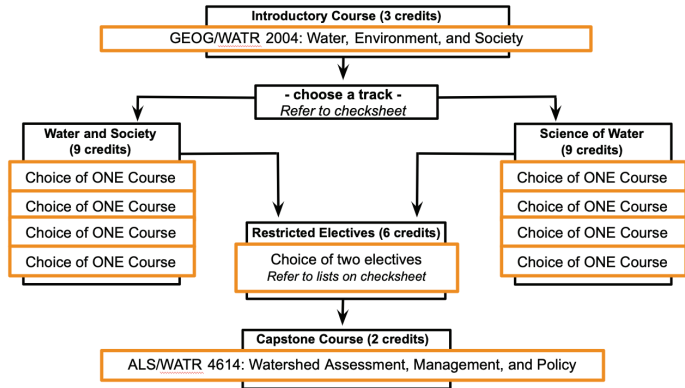 Introductory Course (3 credits)
GEOG/WATR 2004: Water, Environment, and Society
- choose a track -
Refer to checksheet
Water and Society
(9 credits)
Choice of ONE Course
Choice of ONE Course
Choice of ONE Course
Choice of ONE Course
Science of Water
(9 credits)
Choice of ONE Course
Choice of ONE Course
Choice of ONE Course
Choice of ONE Course
Restricted Electives (6 credits)
Choice of two electives
Refer to lists on checksheet
Capstone Course (2 credits)
ALS/WATR 4614: Watershed Assessment, Management, and Policy